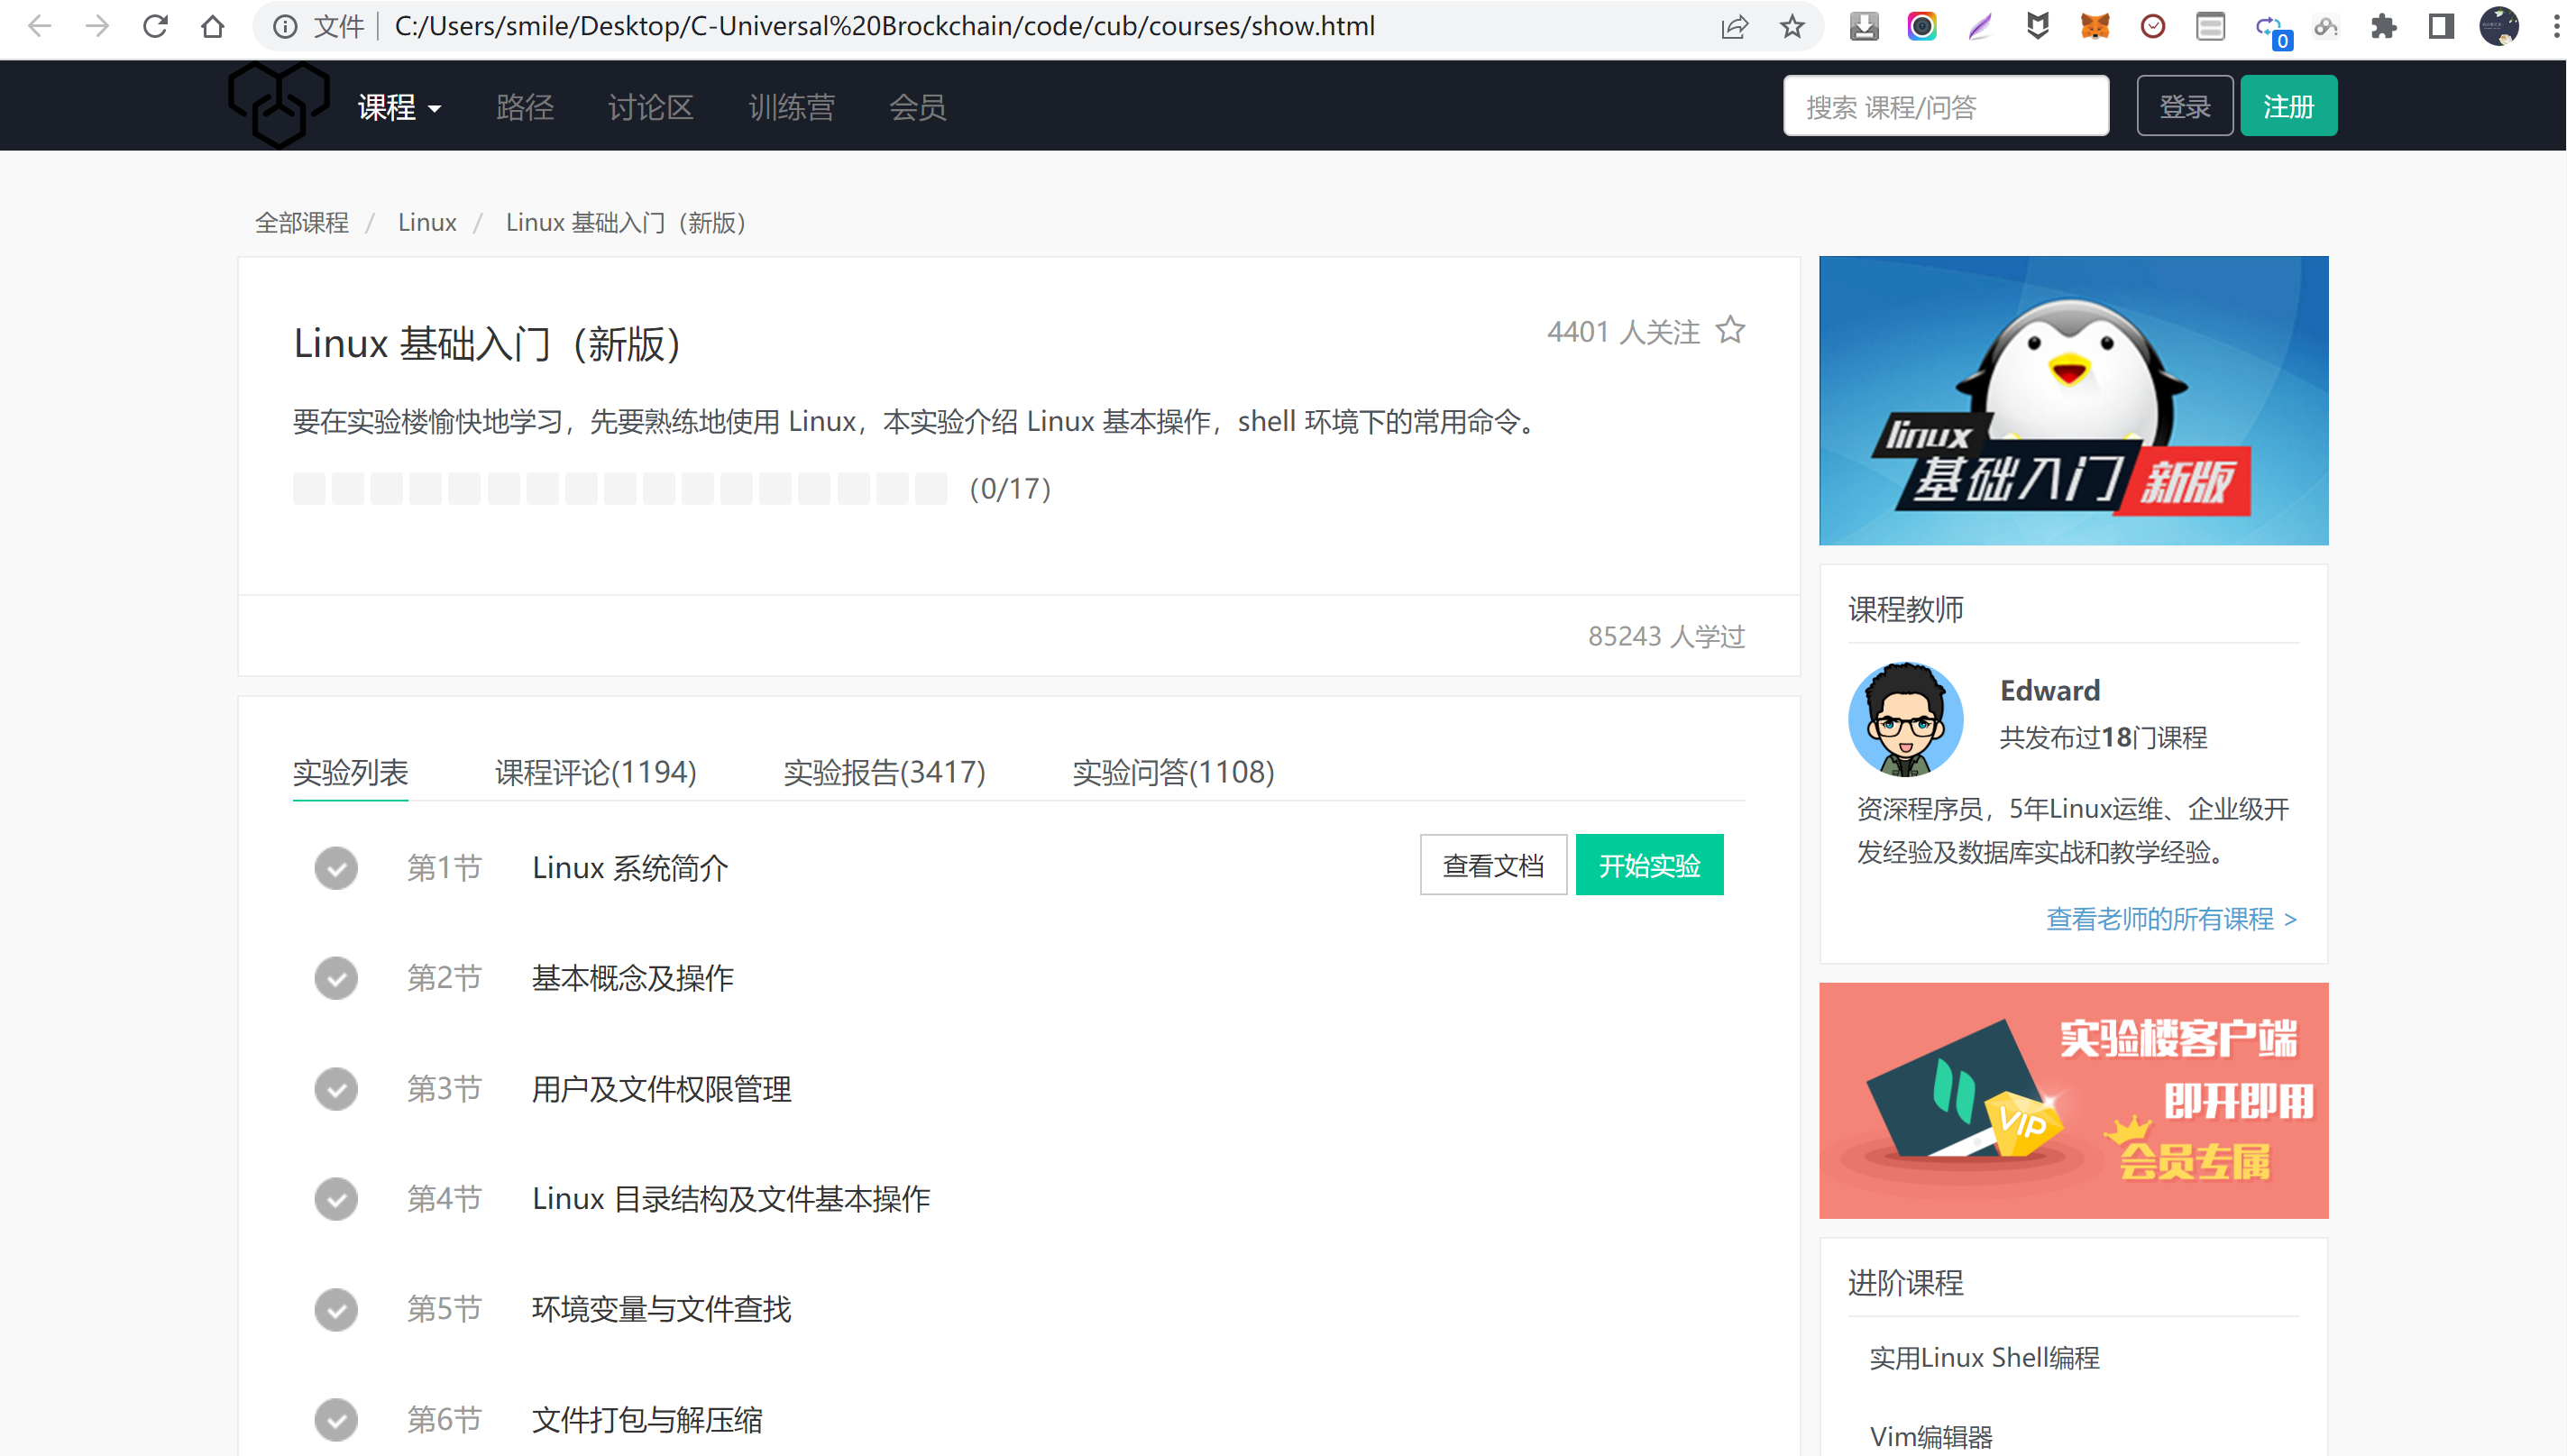 文件 C:/Users/smile/Desktop/C-Universal%20Brockchain/code/cub/courses/show.html
0
课程 路径 讨论区 训练营 会员 搜索 课程/问答 登录 注册
全部课程 / Linux / Linux 基础入门（新版）
Linux 基础入门（新版）
4401 人关注
要在实验楼愉快地学习，先要熟练地使用 Linux，本实验介绍 Linux 基本操作，shell 环境下的常用命令。
（0/17）
85243 人学过
实验列表 课程评论(1194) 实验报告(3417) 实验问答(1108)
第1节 Linux 系统简介 查看文档 开始实验
第2节 基本概念及操作
第3节 用户及文件权限管理
第4节 Linux 目录结构及文件基本操作
第5节 环境变量与文件查找
第6节 文件打包与解压缩
linux
基础入门 新版
课程教师
Edward
共发布过18门课程
资深程序员，5年Linux运维、企业级开
发经验及数据库实战和教学经验。
查看老师的所有课程 >
实验楼客户端
即开即用
VIP
会员专属
进阶课程
实用Linux Shell编程
Vim编辑器